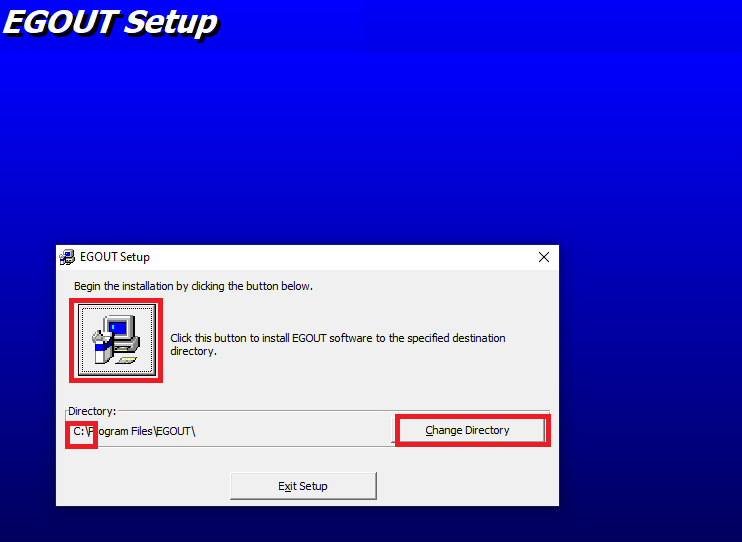 EGOUT Setup
EGOUT Setup
Begin the installation by clicking the button below.
Click this button to install EGOUT software to the specified destination
directory.
Directory:
C:\Program Files\EGOUT\
Change Directory
Exit Setup